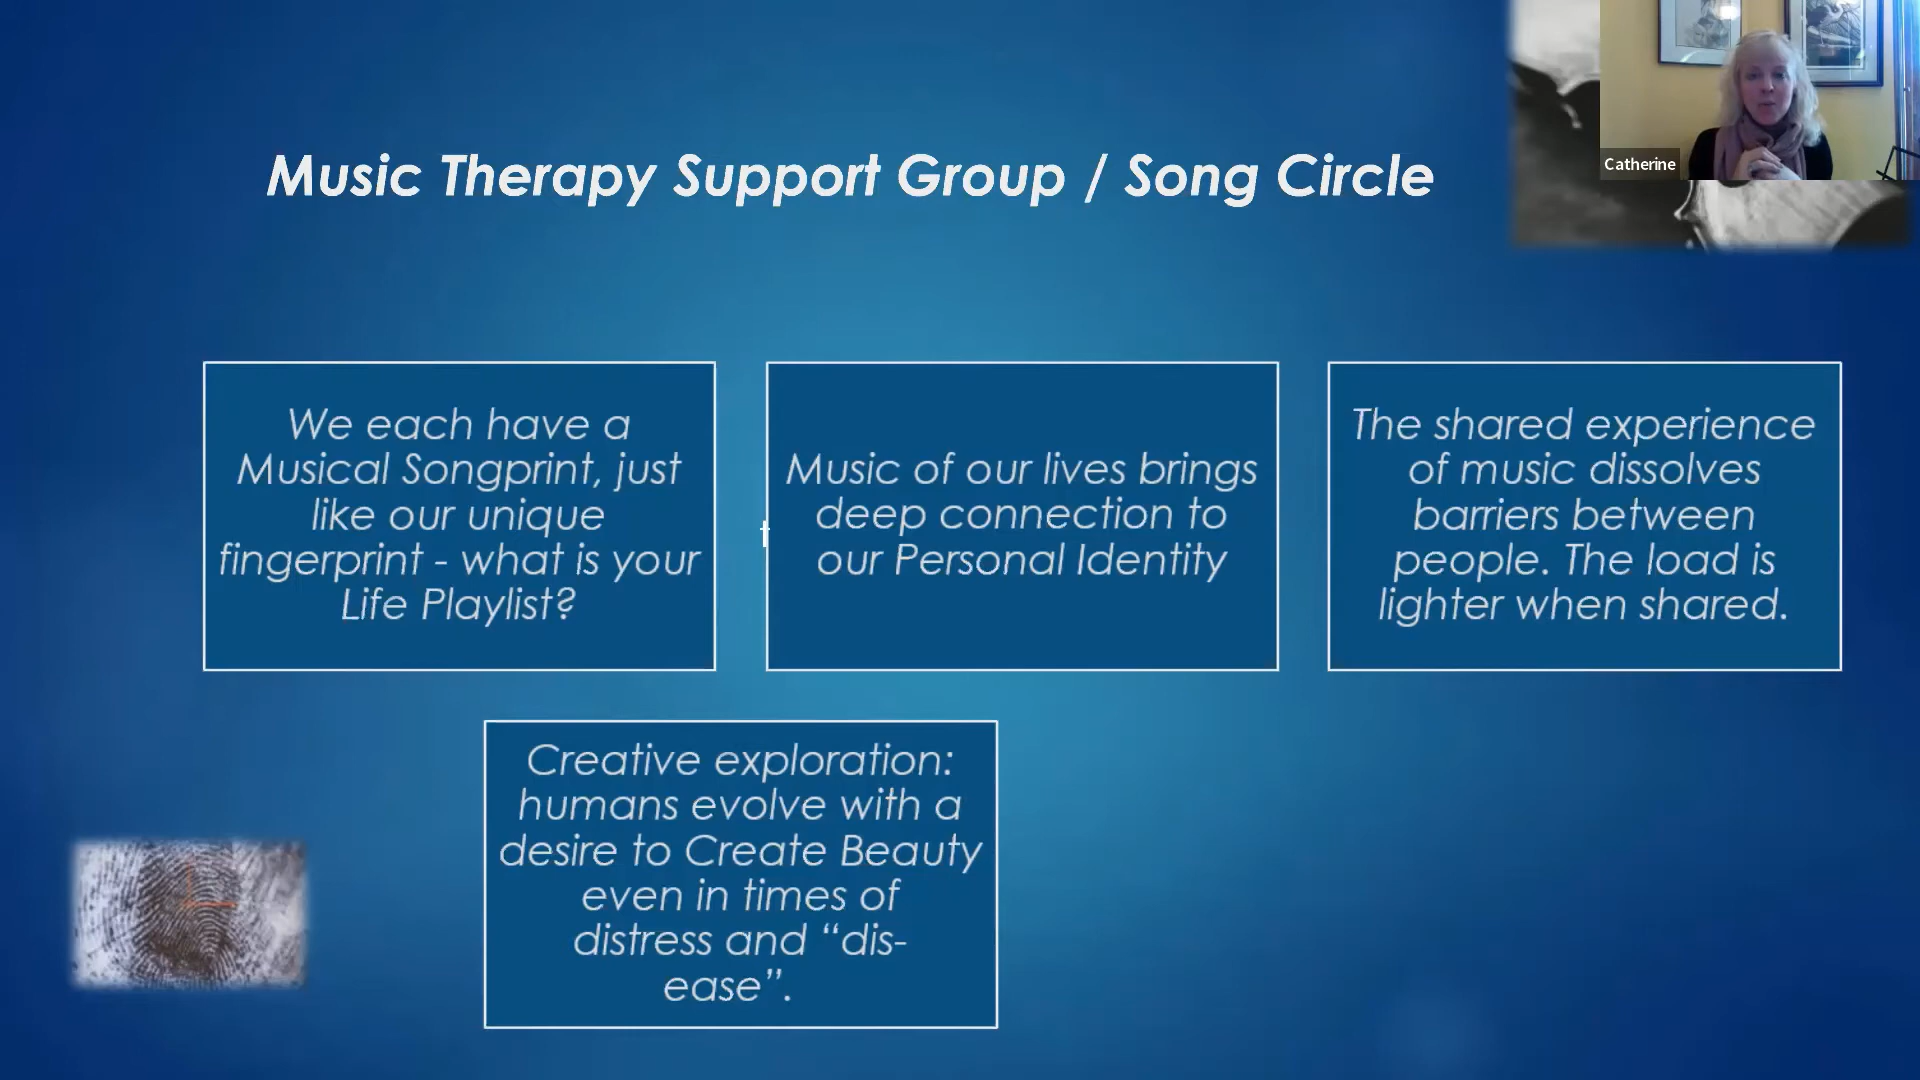 Music Therapy Support Group / Song Circle
Catherine
We each have a
Musical Songprint, just
like our unique
fingerprint - what is your
Life Playlist?
t
Music of our lives brings
deep connection to
our Personal Identity
The shared experience
of music dissolves
barriers between
people. The load is
lighter when shared.
Creative exploration:
humans evolve with a
desire to Create Beauty
even in times of
distress and “dis-
ease”.